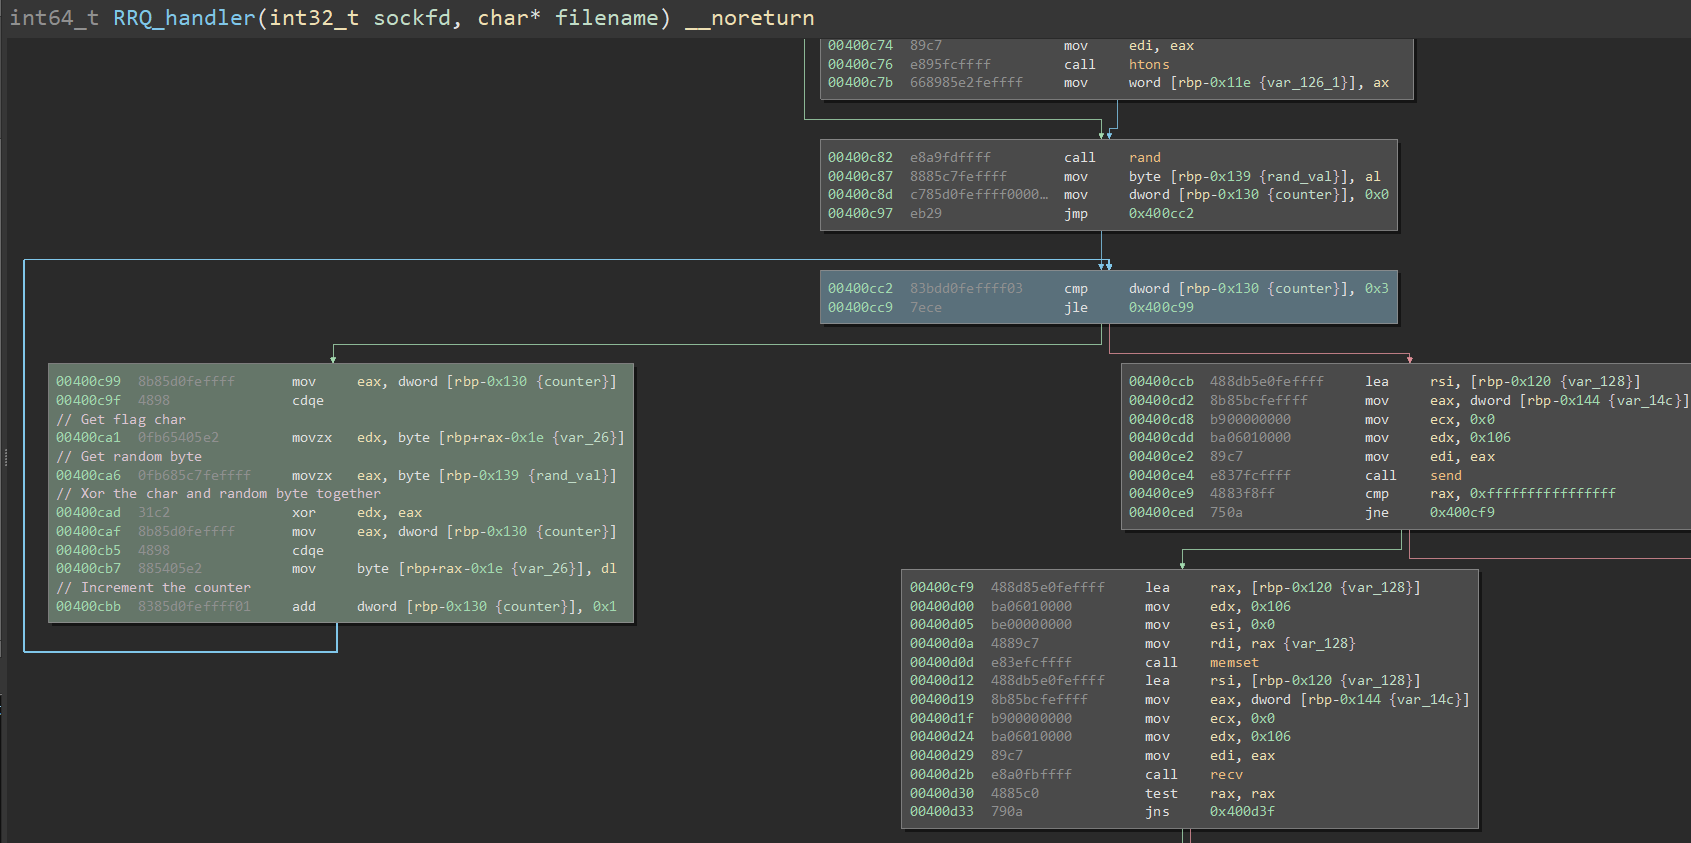 int64_t RRQ_handler(int32_t sockfd, char* filename) __noreturn
00400c74 89c7 mov edi, eax
00400c76 e895fcffff call htons
00400c7b 668985e2feffff mov word [rbp-0x11e {var_126_1}], ax
00400c82 e8a9fdffff call rand
00400c87 8885c7feffff mov byte [rbp-0x139 {rand_val}], al
00400c8d c785d0feffff0000… mov dword [rbp-0x130 {counter}], 0x0
00400c97 eb29 jmp 0x400cc2
00400cc2 83bdd0feffff03 cmp dword [rbp-0x130 {counter}], 0x3
00400cc9 7ece jle 0x400c99
00400c99 8b85d0feffff mov eax, dword [rbp-0x130 {counter}]
00400c9f 4898 cdqe
// Get flag char
00400ca1 0fb65405e2 movzx edx, byte [rbp+rax-0x1e {var_26}]
// Get random byte
00400ca6 0fb685c7feffff movzx eax, byte [rbp-0x139 {rand_val}]
// Xor the char and random byte together
00400cad 31c2 xor edx, eax
00400caf 8b85d0feffff mov eax, dword [rbp-0x130 {counter}]
00400cb5 4898 cdqe
00400cb7 885405e2 mov byte [rbp+rax-0x1e {var_26}], dl
// Increment the counter
00400cbb 8385d0feffff01 add dword [rbp-0x130 {counter}], 0x1
00400ccb 488db5e0feffff lea rsi, [rbp-0x120 {var_128}]
00400cd2 8b85bcfeffff mov eax, dword [rbp-0x144 {var_14c}]
00400cd8 b900000000 mov ecx, 0x0
00400cdd ba06010000 mov edx, 0x106
00400ce2 89c7 mov edi, eax
00400ce4 e837fcffff call send
00400ce9 4883f8ff cmp rax, 0xffffffffffffffff
00400ced 750a jne 0x400cf9
00400cf9 488d85e0feffff lea rax, [rbp-0x120 {var_128}]
00400d00 ba06010000 mov edx, 0x106
00400d05 be00000000 mov esi, 0x0
00400d0a 4889c7 mov rdi, rax {var_128}
00400d0d e83efcffff call memset
00400d12 488db5e0feffff lea rsi, [rbp-0x120 {var_128}]
00400d19 8b85bcfeffff mov eax, dword [rbp-0x144 {var_14c}]
00400d1f b900000000 mov ecx, 0x0
00400d24 ba06010000 mov edx, 0x106
00400d29 89c7 mov edi, eax
00400d2b e8a0fbffff call recv
00400d30 4885c0 test rax, rax
00400d33 790a jns 0x400d3f